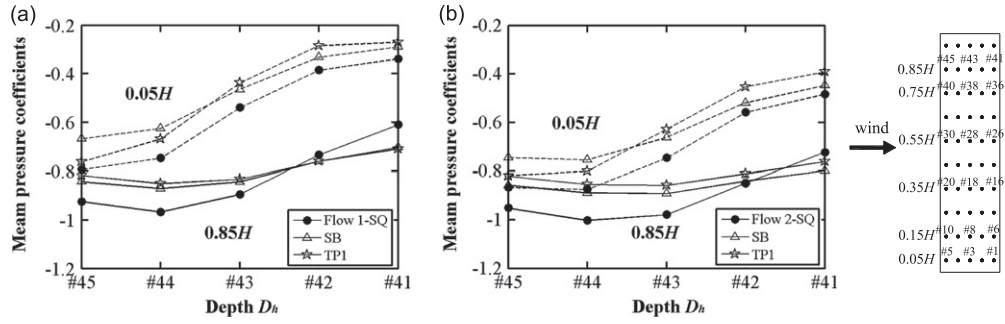 (a)
Meam pressure coefficients
-0.2
-0.4
-0.6
-0.8
-1
-1.2
0.05H
0.85H
Flow 1-SQ
SB
TP1
#45 #44 #43 #42 #41
Depth Dh
(b)
Meam pressure coefficients
-0.2
-0.4
-0.6
-0.8
-1
-1.2
0.05H
0.85H
Flow 2-SQ
SB
TP1
#45 #44 #43 #42 #41
Depth Dh
wind
#45 #43 #41
0.85H
#40 #38 #36
0.75H
#30 #28 #26
0.55H
#20 #18 #16
0.35H
#10 #8 #6
0.15H
#5 #3 #1
0.05H